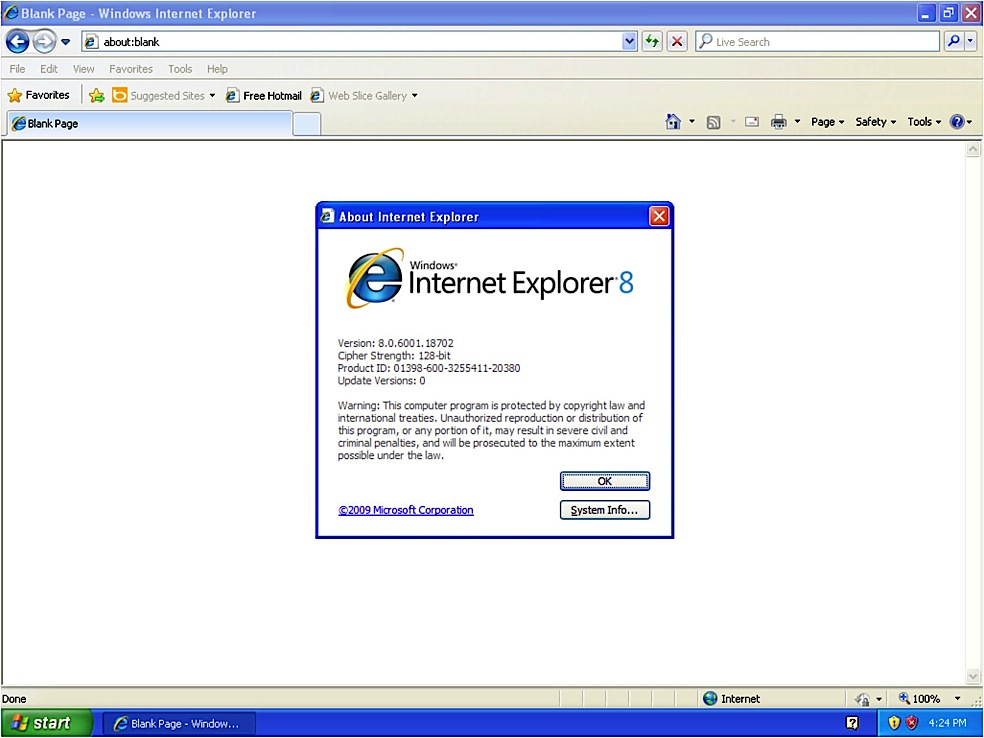 Blank Page - Windows Internet Explorer
about:blank
Live Search
File Edit View Favorites Tools Help
Favorites Suggested Sites Free Hotmail Web Slice Gallery
Blank Page
Page Safety Tools
About Internet Explorer
Windows®
Internet Explorer 8
Version: 8.0.6001.18702
Cipher Strength: 128-bit
Product ID: 01398-600-3255411-20380
Update Versions: 0
Warning: This computer program is protected by copyright law and
international treaties. Unauthorized reproduction or distribution of
this program, or any portion of it, may result in severe civil and
criminal penalties, and will be prosecuted to the maximum extent
possible under the law.
OK
©2009 Microsoft Corporation
System Info...
Done
Internet
100%
start
Blank Page - Window...
4:24 PM